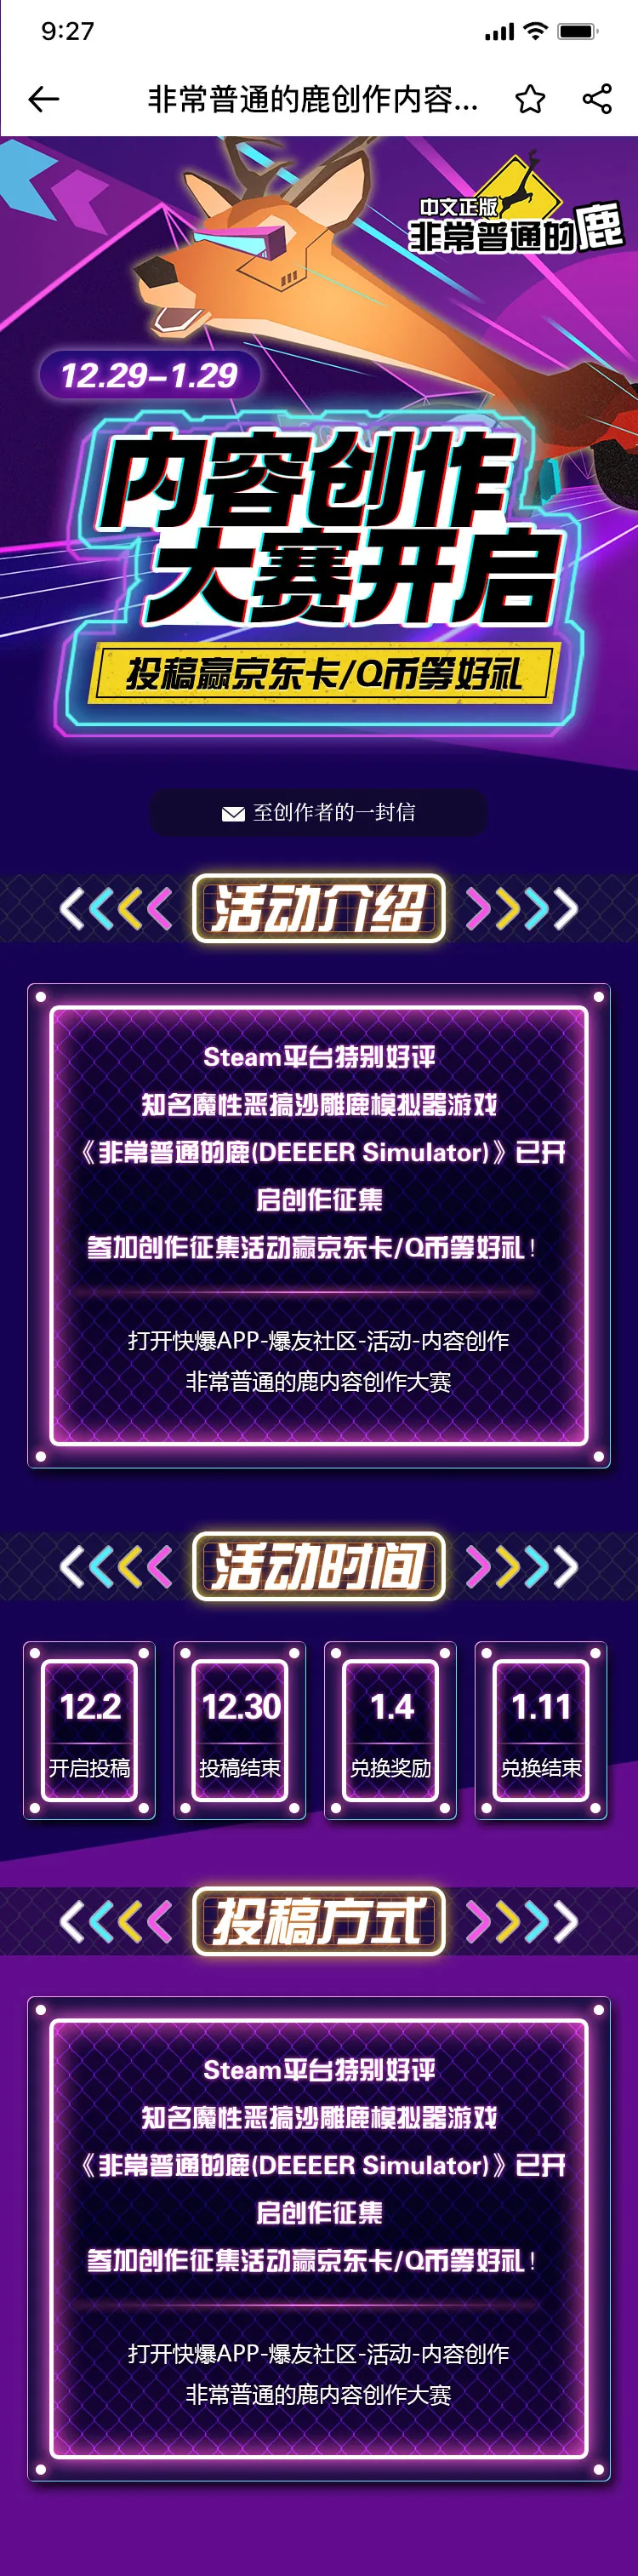 9:27
非常普通的鹿创作内容...
中文正版
非常普通的鹿
12.29-1.29
内容创作
大赛开启
投稿赢京东卡/Q币等好礼
至创作者的一封信
活动介绍
Steam平台特别好评
知名魔性恶搞沙雕鹿模拟器游戏
《非常普通的鹿(DEEEER Simulator)》已开
启创作征集
参加创作征集活动赢京东卡/Q币等好礼！
打开快爆APP-爆友社区-活动-内容创作
非常普通的鹿内容创作大赛
活动时间
12.2
开启投稿
12.30
投稿结束
1.4
兑换奖励
1.11
兑换结束
投稿方式
Steam平台特别好评
知名魔性恶搞沙雕鹿模拟器游戏
《非常普通的鹿(DEEEER Simulator)》已开
启创作征集
参加创作征集活动赢京东卡/Q币等好礼！
打开快爆APP-爆友社区-活动-内容创作
非常普通的鹿内容创作大赛